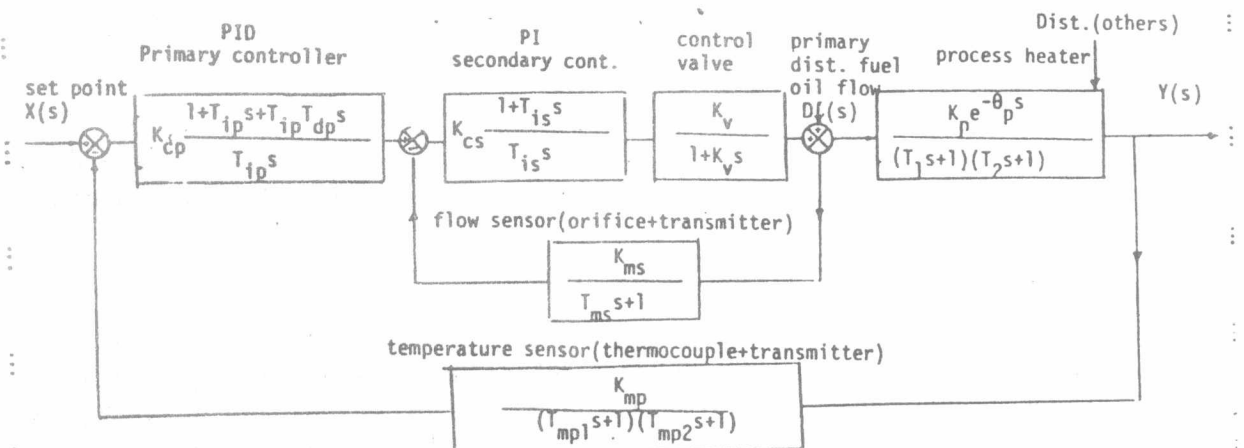 PID
Primary controller
PI
secondary cont.
control
valve
primary
dist. fuel
oil flow
Dist.(others)
process heater
set point
X(s)
K_cp (1+T_ip s+T_ip T_dp s) / (T_ip s)
K_cs (1+T_is s) / (T_is s)
K_v / (1+K_v s)
D_L(s)
K_p e^{-θ_p s} / ((T_1 s+1)(T_2 s+1))
Y(s)
flow sensor(orifice+transmitter)
K_ms / (T_ms s+1)
temperature sensor(thermocouple+transmitter)
K_mp / ((T_mp1 s+1)(T_mp2 s+1))